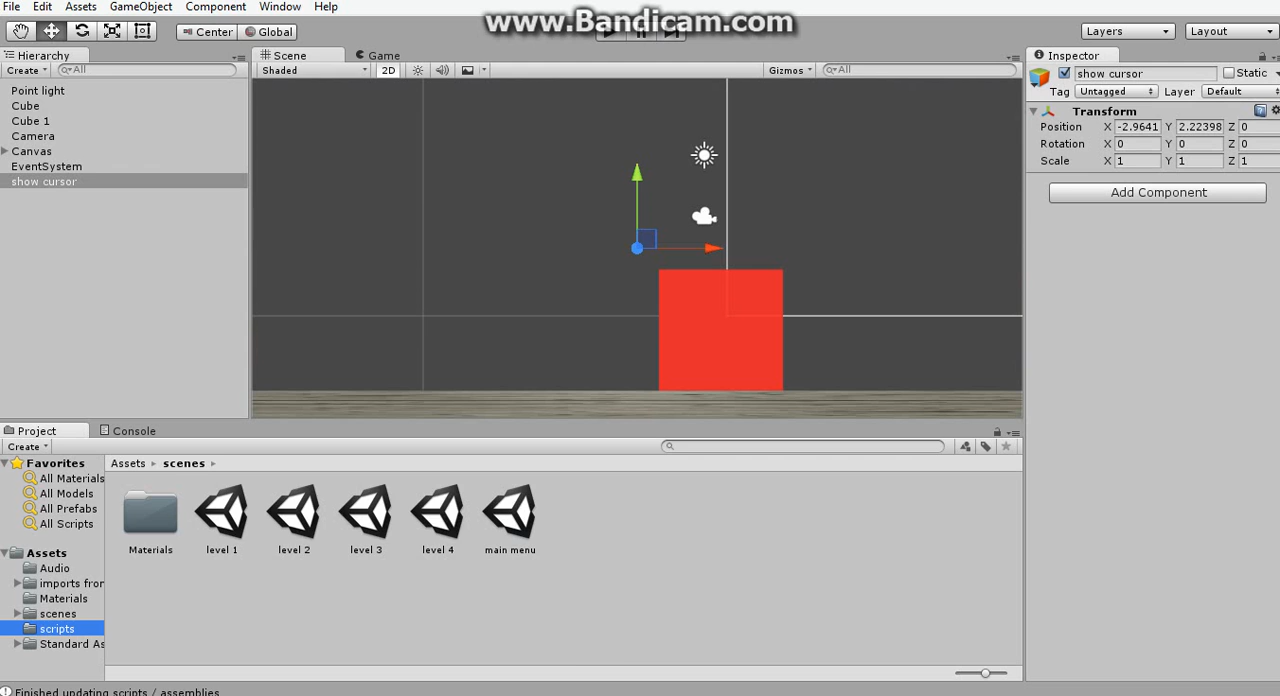 File Edit Assets GameObject Component Window Help
www.Bandicam.com
Center Global
Layers Layout
Hierarchy
Create All
Point light
Cube
Cube 1
Camera
Canvas
EventSystem
show cursor
Scene Game
Shaded 2D Gizmos All
Inspector
show cursor Static
Tag Untagged Layer Default
Transform
Position X -2.9641 Y 2.22398 Z 0
Rotation X 0 Y 0 Z 0
Scale X 1 Y 1 Z 1
Add Component
Project Console
Create
Favorites
All Materials
All Models
All Prefabs
All Scripts
Assets
Audio
imports fron
Materials
scenes
scripts
Standard As
Assets scenes
Materials level 1 level 2 level 3 level 4 main menu
Finished updating scripts / assemblies